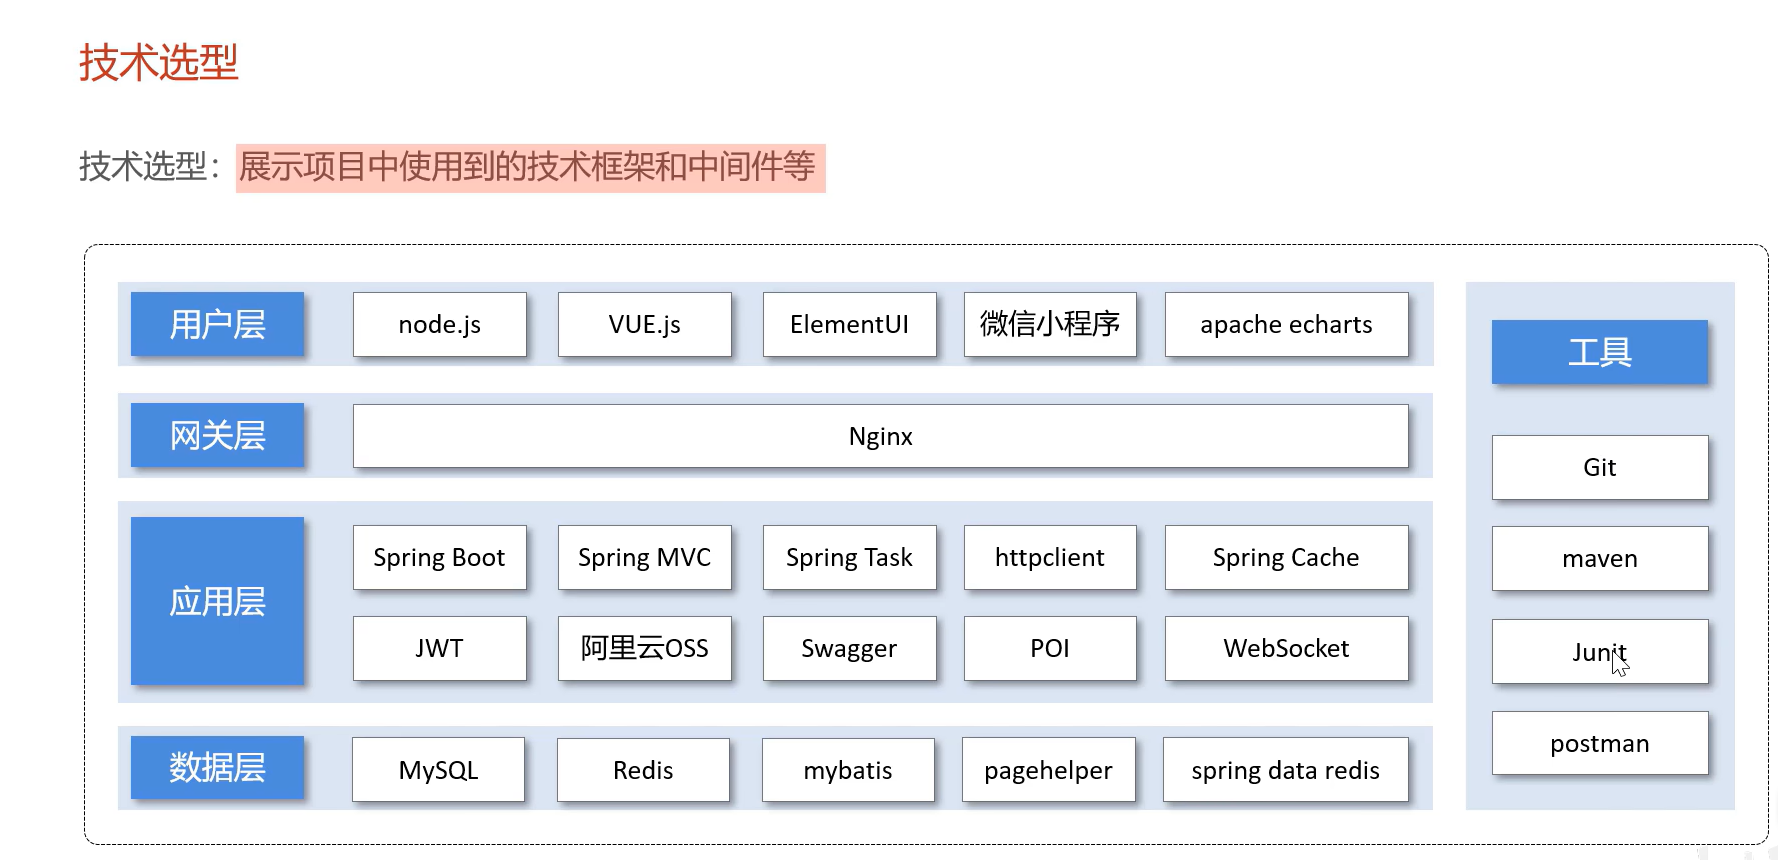 技术选型
技术选型：展示项目中使用到的技术框架和中间件等
用户层 node.js VUE.js ElementUI 微信小程序 apache echarts
网关层 Nginx
应用层
Spring Boot Spring MVC Spring Task httpclient Spring Cache
JWT 阿里云OSS Swagger POI WebSocket
数据层 MySQL Redis mybatis pagehelper spring data redis
工具
Git
maven
Junit
postman